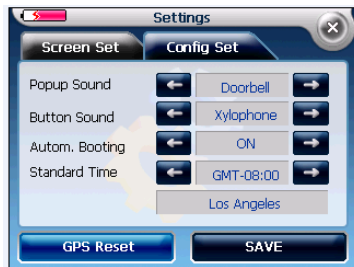 Settings
Screen Set Config Set
Popup Sound Doorbell
Button Sound Xylophone
Autom. Booting ON
Standard Time GMT-08:00
Los Angeles
GPS Reset SAVE